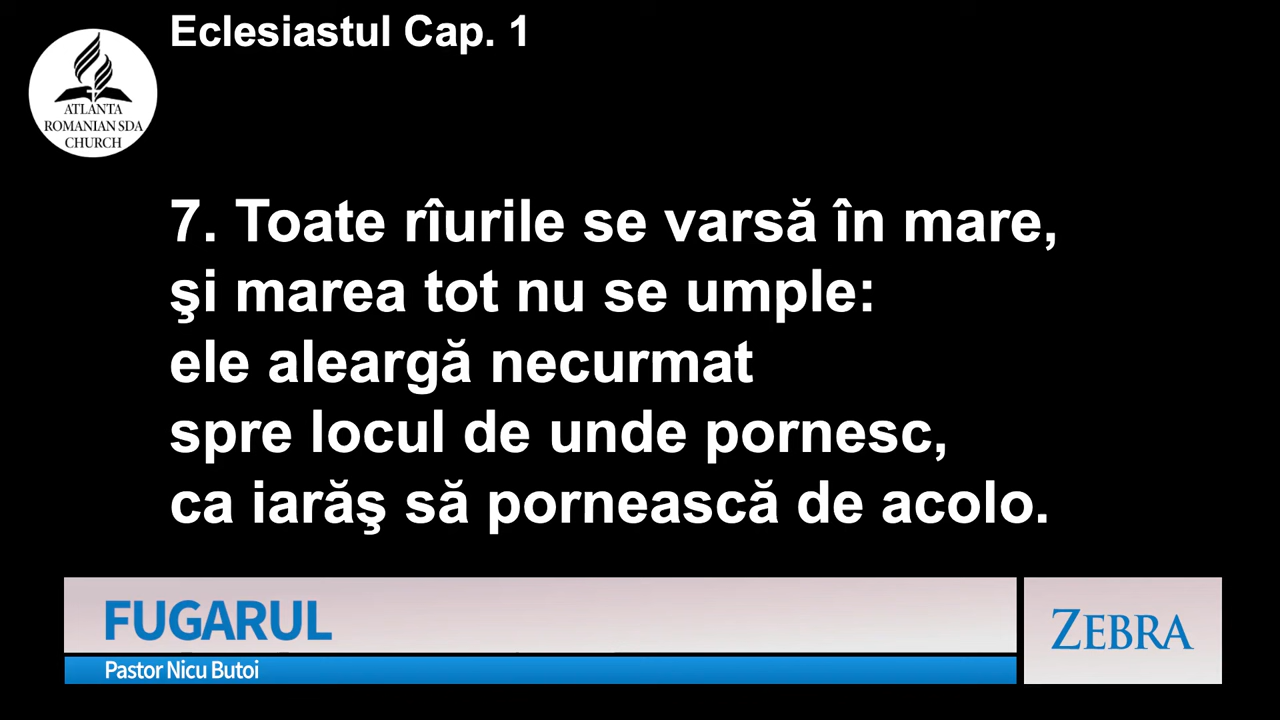 Eclesiastul Cap. 1
ATLANTA
ROMANIAN SDA
CHURCH
7. Toate rîurile se varsă în mare,
şi marea tot nu se umple:
ele aleargă necurmat
spre locul de unde pornesc,
ca iarăş să pornească de acolo.
FUGARUL
Pastor Nicu Butoi
ZEBRA